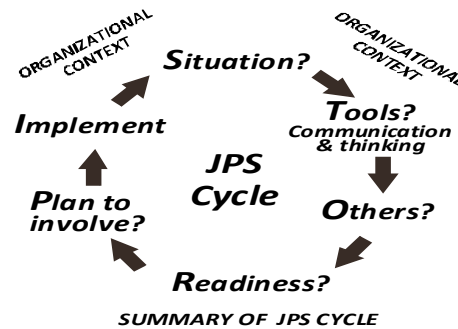 ORGANIZATIONAL
CONTEXT
ORGANIZATIONAL
CONTEXT
Situation?
Tools?
Communication
& thinking
Implement
JPS
Cycle
Others?
Plan to
involve?
Readiness?
SUMMARY OF JPS CYCLE